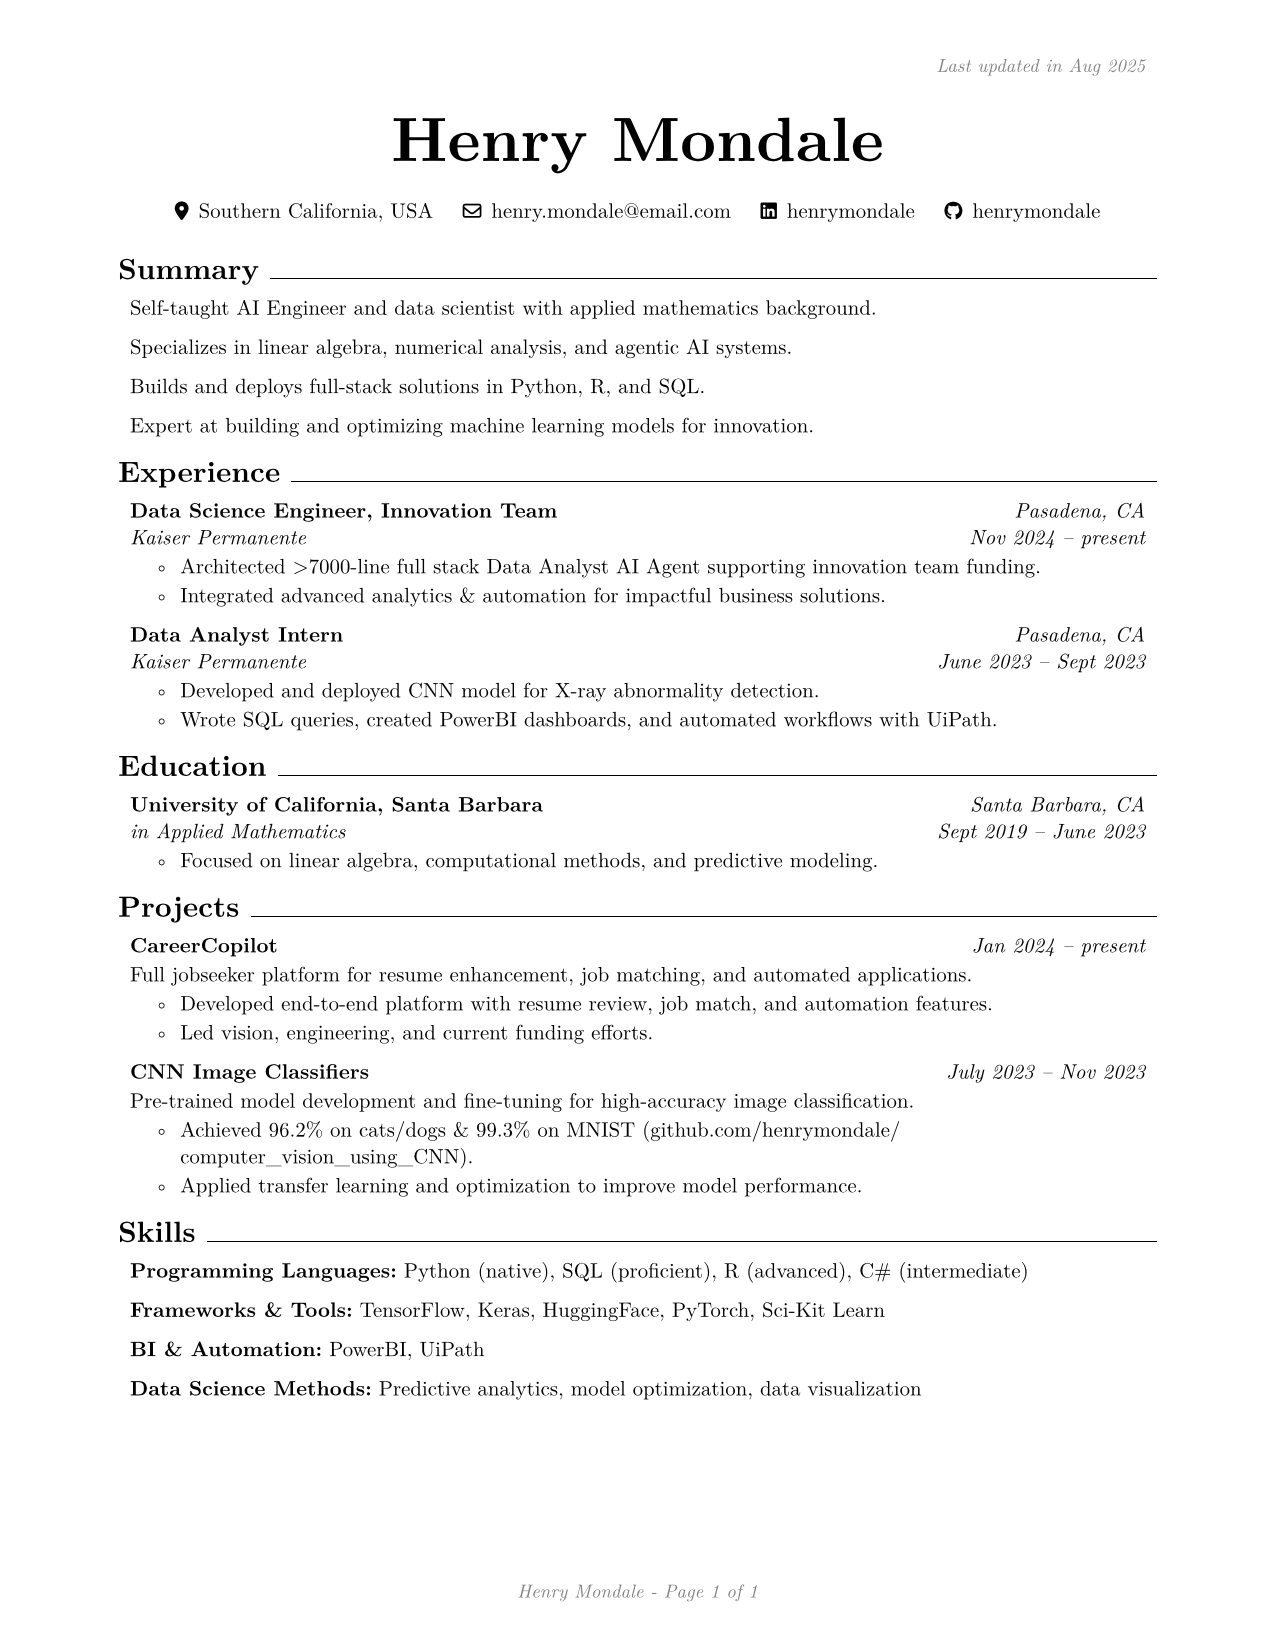 Last updated in Aug 2025
Henry Mondale
Southern California, USA henry.mondale@email.com henrymondale henrymondale
Summary
Self-taught AI Engineer and data scientist with applied mathematics background.
Specializes in linear algebra, numerical analysis, and agentic AI systems.
Builds and deploys full-stack solutions in Python, R, and SQL.
Expert at building and optimizing machine learning models for innovation.
Experience
Data Science Engineer, Innovation Team Pasadena, CA
Kaiser Permanente Nov 2024 – present
◦ Architected >7000-line full stack Data Analyst AI Agent supporting innovation team funding.
◦ Integrated advanced analytics & automation for impactful business solutions.
Data Analyst Intern Pasadena, CA
Kaiser Permanente June 2023 – Sept 2023
◦ Developed and deployed CNN model for X-ray abnormality detection.
◦ Wrote SQL queries, created PowerBI dashboards, and automated workflows with UiPath.
Education
University of California, Santa Barbara Santa Barbara, CA
in Applied Mathematics Sept 2019 – June 2023
◦ Focused on linear algebra, computational methods, and predictive modeling.
Projects
CareerCopilot Jan 2024 – present
Full jobseeker platform for resume enhancement, job matching, and automated applications.
◦ Developed end-to-end platform with resume review, job match, and automation features.
◦ Led vision, engineering, and current funding efforts.
CNN Image Classifiers July 2023 – Nov 2023
Pre-trained model development and fine-tuning for high-accuracy image classification.
◦ Achieved 96.2% on cats/dogs & 99.3% on MNIST (github.com/henrymondale/
computer_vision_using_CNN).
◦ Applied transfer learning and optimization to improve model performance.
Skills
Programming Languages: Python (native), SQL (proficient), R (advanced), C# (intermediate)
Frameworks & Tools: TensorFlow, Keras, HuggingFace, PyTorch, Sci-Kit Learn
BI & Automation: PowerBI, UiPath
Data Science Methods: Predictive analytics, model optimization, data visualization
Henry Mondale - Page 1 of 1